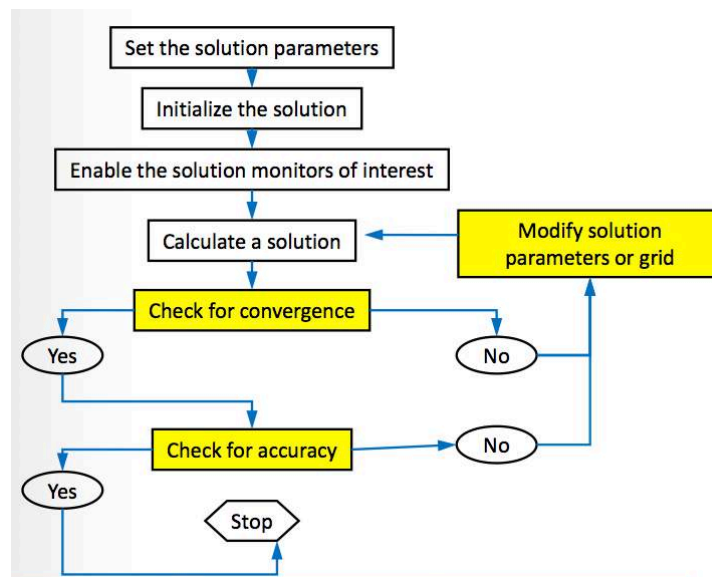 Set the solution parameters
Initialize the solution
Enable the solution monitors of interest
Calculate a solution
Modify solution
parameters or grid
Check for convergence
Yes
No
Check for accuracy
No
Yes
Stop